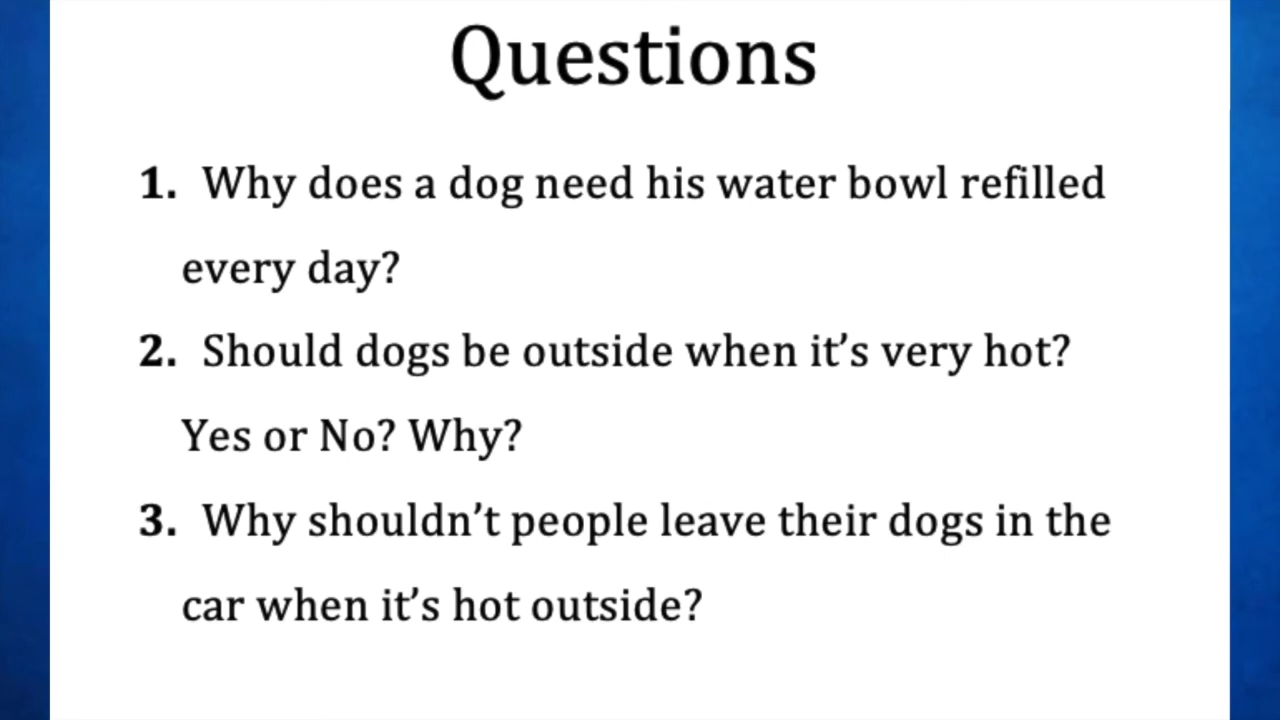 Questions
1. Why does a dog need his water bowl refilled
every day?
2. Should dogs be outside when it’s very hot?
Yes or No? Why?
3. Why shouldn’t people leave their dogs in the
car when it’s hot outside?